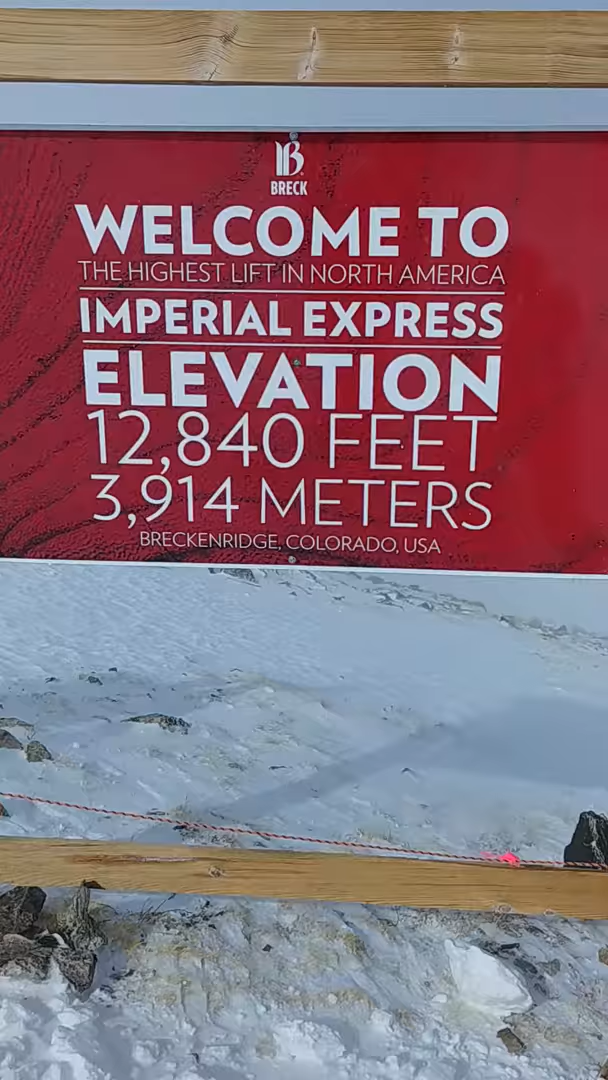 BRECK
WELCOME TO
THE HIGHEST LIFT IN NORTH AMERICA
IMPERIAL EXPRESS
ELEVATION
12,840 FEET
3,914 METERS
BRECKENRIDGE, COLORADO, USA